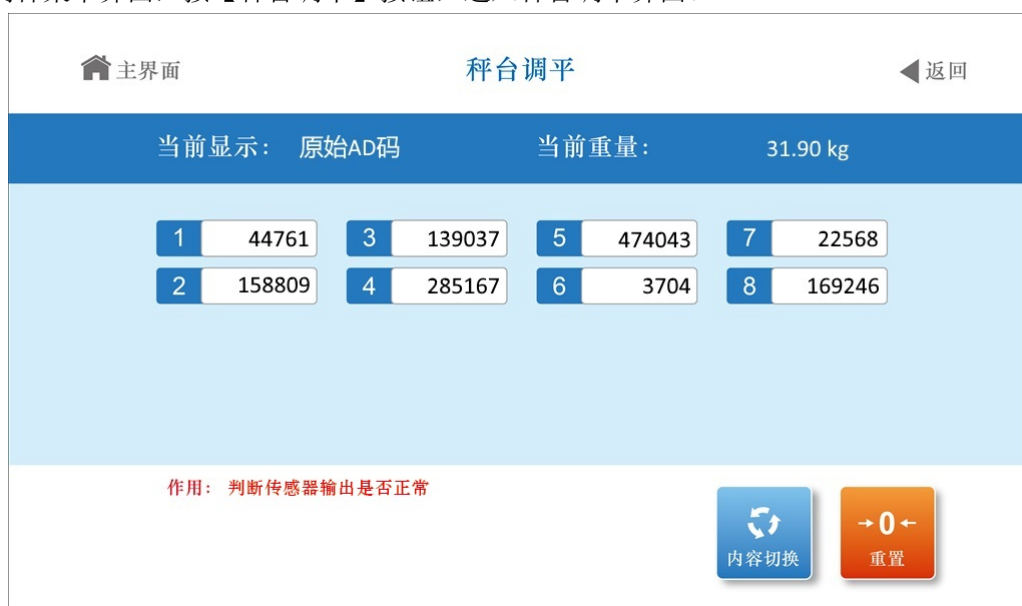 主界面 秤台调平 返回
当前显示： 原始AD码 当前重量： 31.90 kg
1 44761 3 139037 5 474043 7 22568
2 158809 4 285167 6 3704 8 169246
作用： 判断传感器输出是否正常
→0←
内容切换 重置